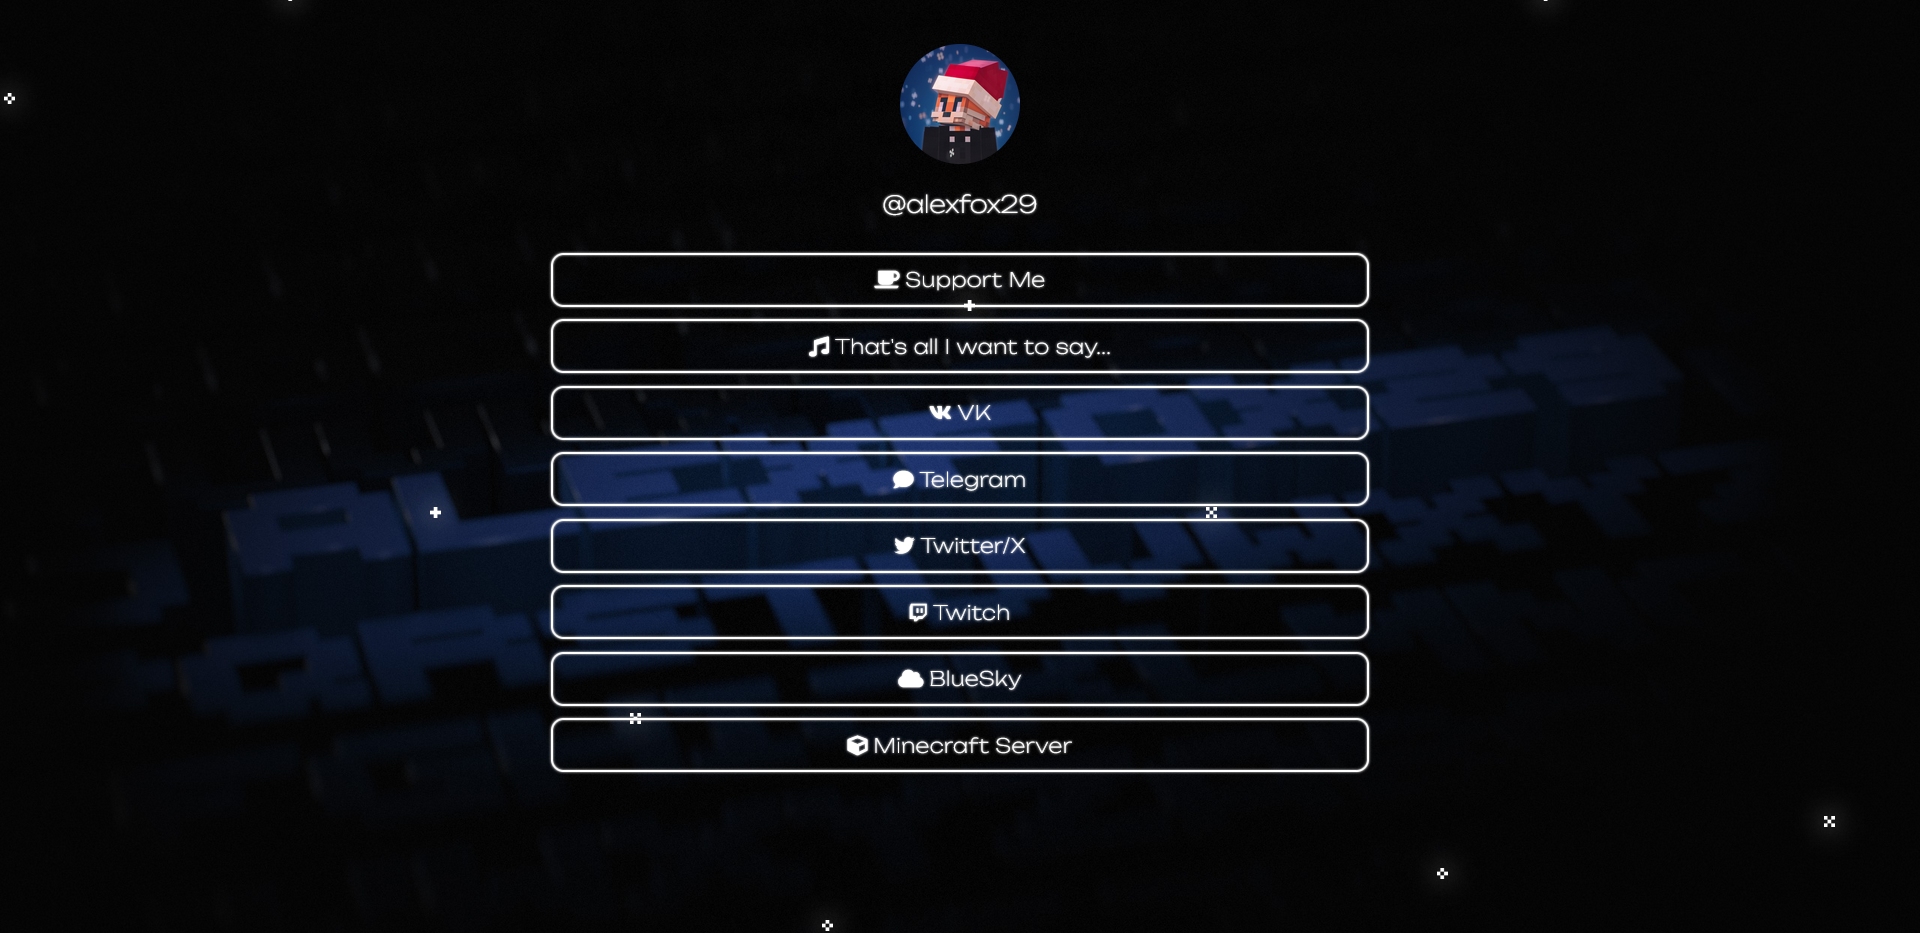 @alexfox29
Support Me
That's all I want to say...
VK
Telegram
Twitter/X
Twitch
BlueSky
Minecraft Server